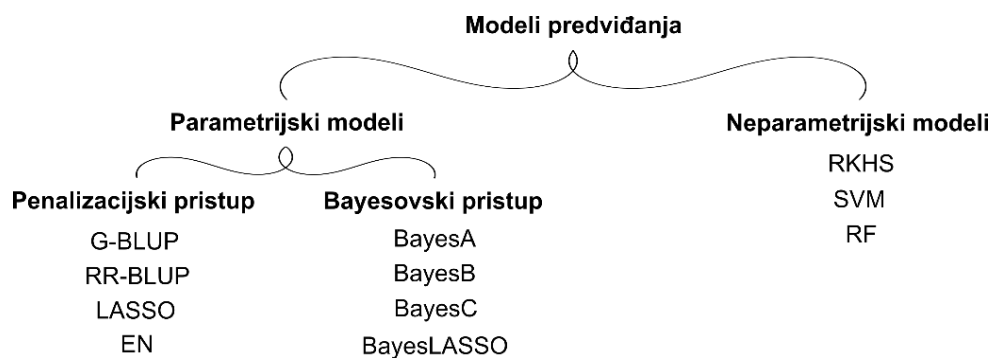 Modeli predviđanja
Parametrijski modeli
Neparametrijski modeli
RKHS
SVM
RF
Penalizacijski pristup
G-BLUP
RR-BLUP
LASSO
EN
Bayesovski pristup
BayesA
BayesB
BayesC
BayesLASSO